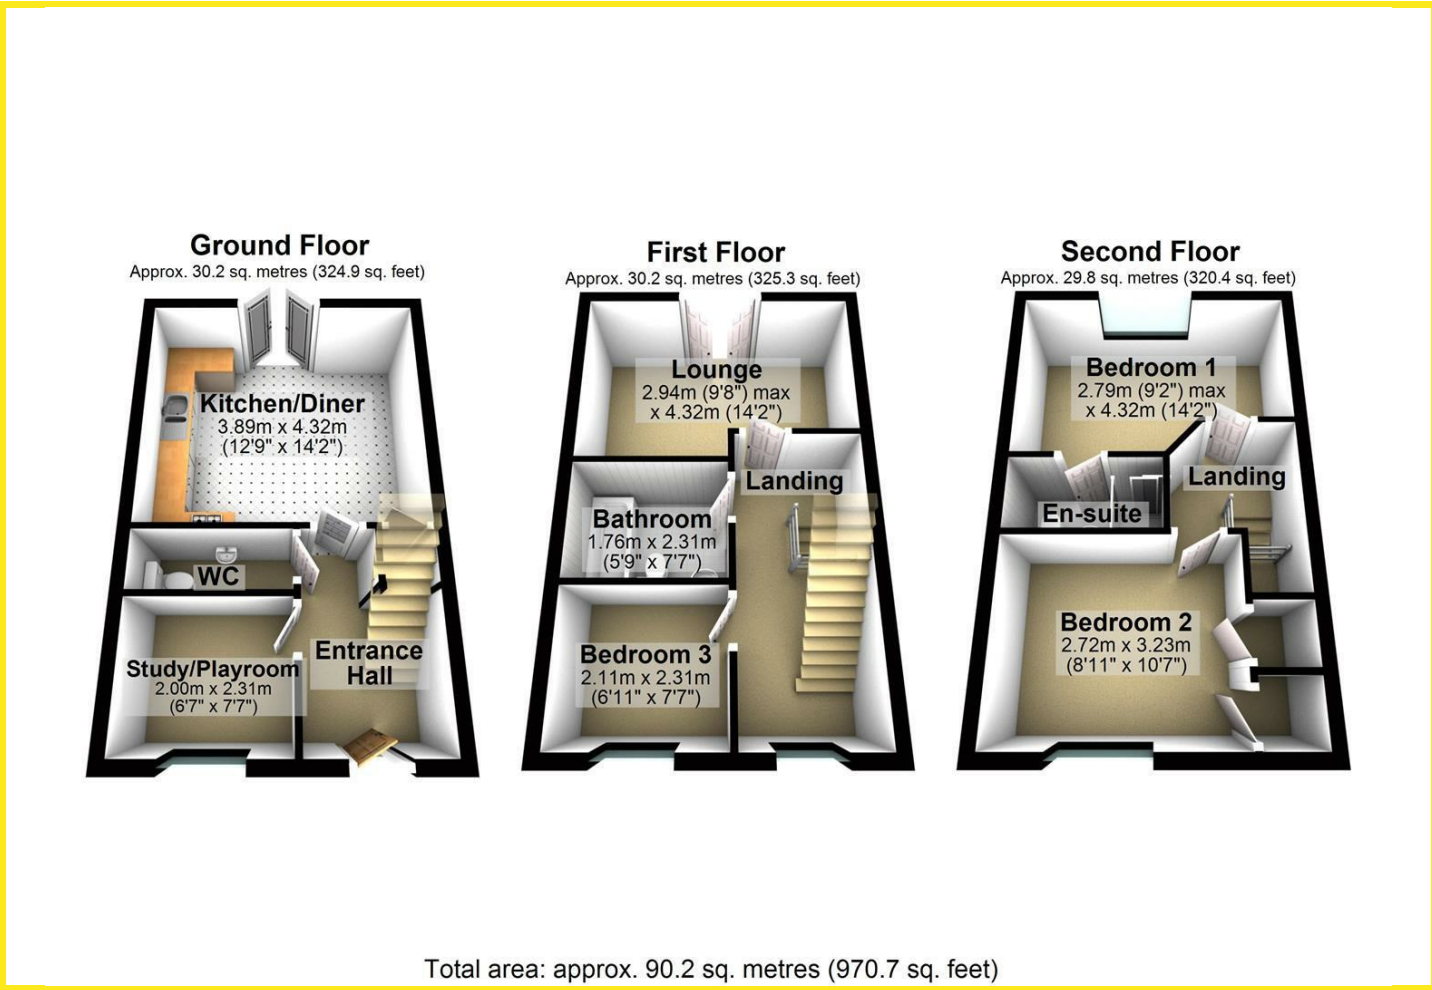 Ground Floor
Approx. 30.2 sq. metres (324.9 sq. feet)
Kitchen/Diner
3.89m x 4.32m
(12'9" x 14'2")
WC
Study/Playroom
2.00m x 2.31m
(6'7" x 7'7")
Entrance
Hall
First Floor
Approx. 30.2 sq. metres (325.3 sq. feet)
Lounge
2.94m (9'8") max
x 4.32m (14'2")
Landing
Bathroom
1.76m x 2.31m
(5'9" x 7'7")
Bedroom 3
2.11m x 2.31m
(6'11" x 7'7")
Second Floor
Approx. 29.8 sq. metres (320.4 sq. feet)
Bedroom 1
2.79m (9'2") max
x 4.32m (14'2")
Landing
En-suite
Bedroom 2
2.72m x 3.23m
(8'11" x 10'7")
Total area: approx. 90.2 sq. metres (970.7 sq. feet)